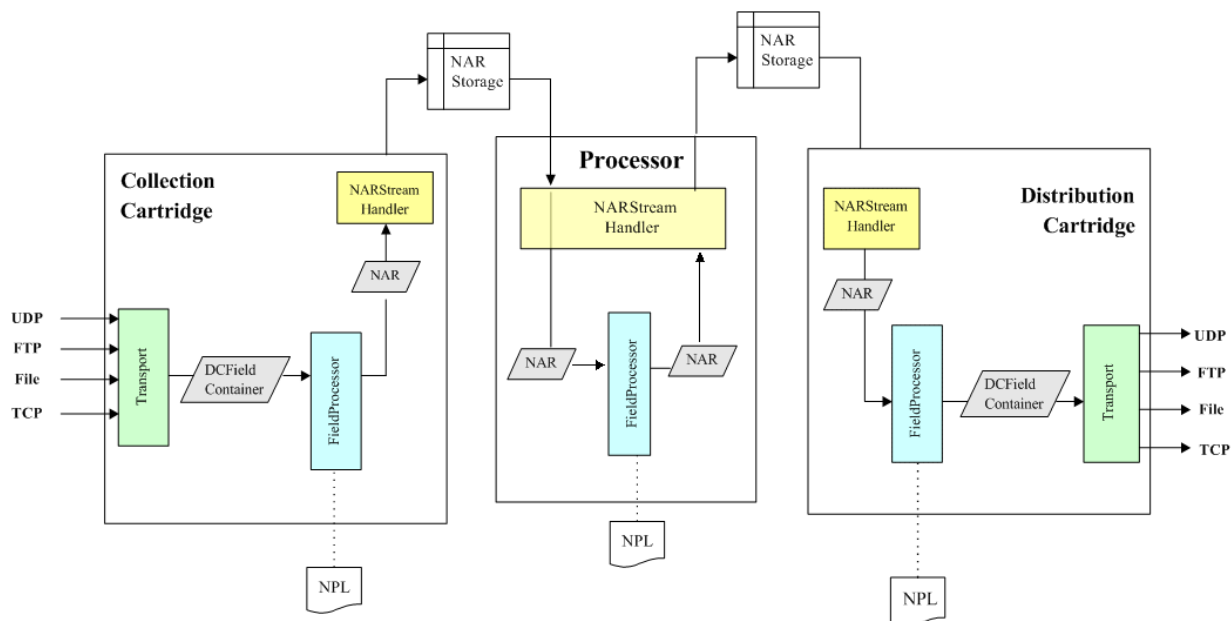 NAR
Storage
NAR
Storage
Collection
Cartridge
NARStream
Handler
NAR
UDP
FTP
File
TCP
Transport
DCField
Container
FieldProcessor
NPL
Processor
NARStream
Handler
NAR
FieldProcessor
NAR
NPL
Distribution
Cartridge
NARStream
Handler
NAR
FieldProcessor
DCField
Container
Transport
UDP
FTP
File
TCP
NPL